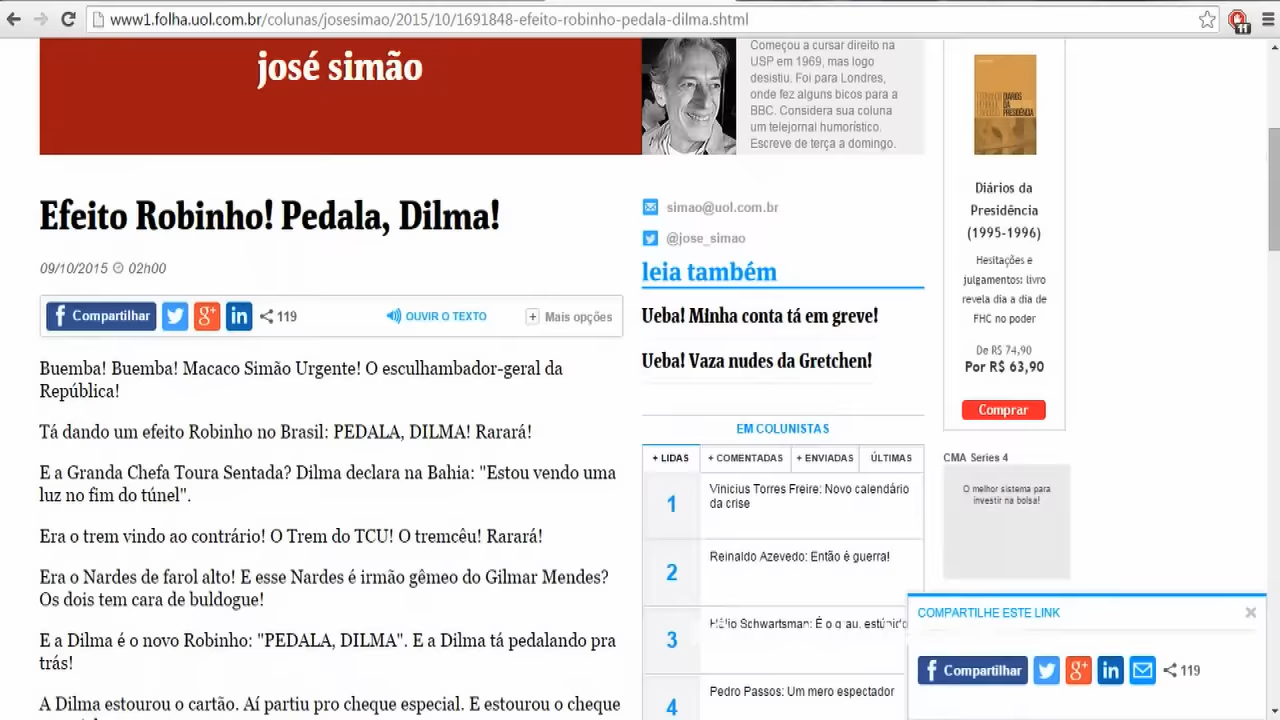 www1.folha.uol.com.br/colunas/josesimao/2015/10/1691848-efeito-robinho-pedala-dilma.shtml
11
josé simão
Começou a cursar direito na
USP em 1969, mas logo
desistiu. Foi para Londres,
onde fez alguns bicos para a
BBC. Considera sua coluna
um telejornal humorístico.
Escreve de terça a domingo.
Efeito Robinho! Pedala, Dilma!
09/10/2015 02h00
Compartilhar
119
OUVIR O TEXTO
+ Mais opções
Buemba! Buemba! Macaco Simão Urgente! O esculhambador-geral da
República!
Tá dando um efeito Robinho no Brasil: PEDALA, DILMA! Rarará!
E a Granda Chefa Toura Sentada? Dilma declara na Bahia: "Estou vendo uma
luz no fim do túnel".
Era o trem vindo ao contrário! O Trem do TCU! O tremcêu! Rarará!
Era o Nardes de farol alto! E esse Nardes é irmão gêmeo do Gilmar Mendes?
Os dois tem cara de buldogue!
E a Dilma é o novo Robinho: "PEDALA, DILMA". E a Dilma tá pedalando pra
trás!
A Dilma estourou o cartão. Aí partiu pro cheque especial. E estourou o cheque
simao@uol.com.br
@jose_simao
leia também
Ueba! Minha conta tá em greve!
Ueba! Vaza nudes da Gretchen!
EM COLUNISTAS
+ LIDAS
+ COMENTADAS
+ ENVIADAS
ÚLTIMAS
1
Vinicius Torres Freire: Novo calendário
da crise
2
Reinaldo Azevedo: Então é guerra!
3
Hélio Schwartsman: É o
4
Pedro Passos: Um mero espectador
DIÁRIOS
DA
PRESIDÊNCIA
Diários da
Presidência
(1995-1996)
Hesitações e
julgamentos: livro
revela dia a dia de
FHC no poder
De R$ 74,90
Por R$ 63,90
Comprar
CMA Series 4
O melhor sistema para
investir na bolsa!
COMPARTILHE ESTE LINK
Compartilhar
119